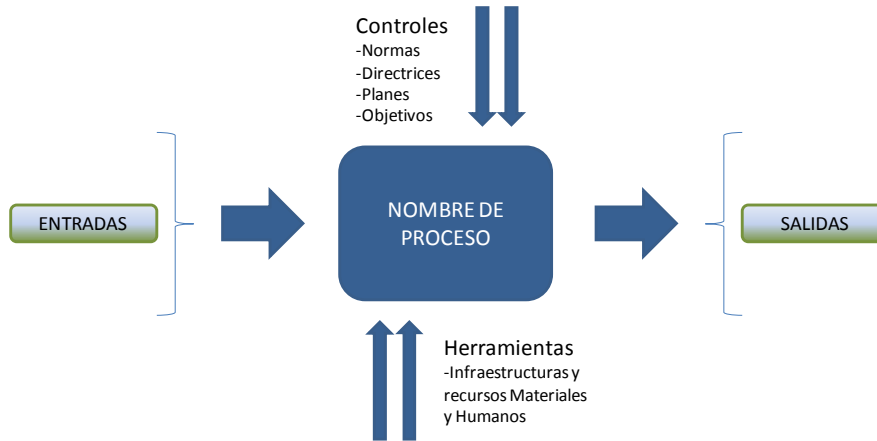 Controles
-Normas
-Directrices
-Planes
-Objetivos
ENTRADAS
NOMBRE DE
PROCESO
SALIDAS
Herramientas
-Infraestructuras y
recursos Materiales
y Humanos